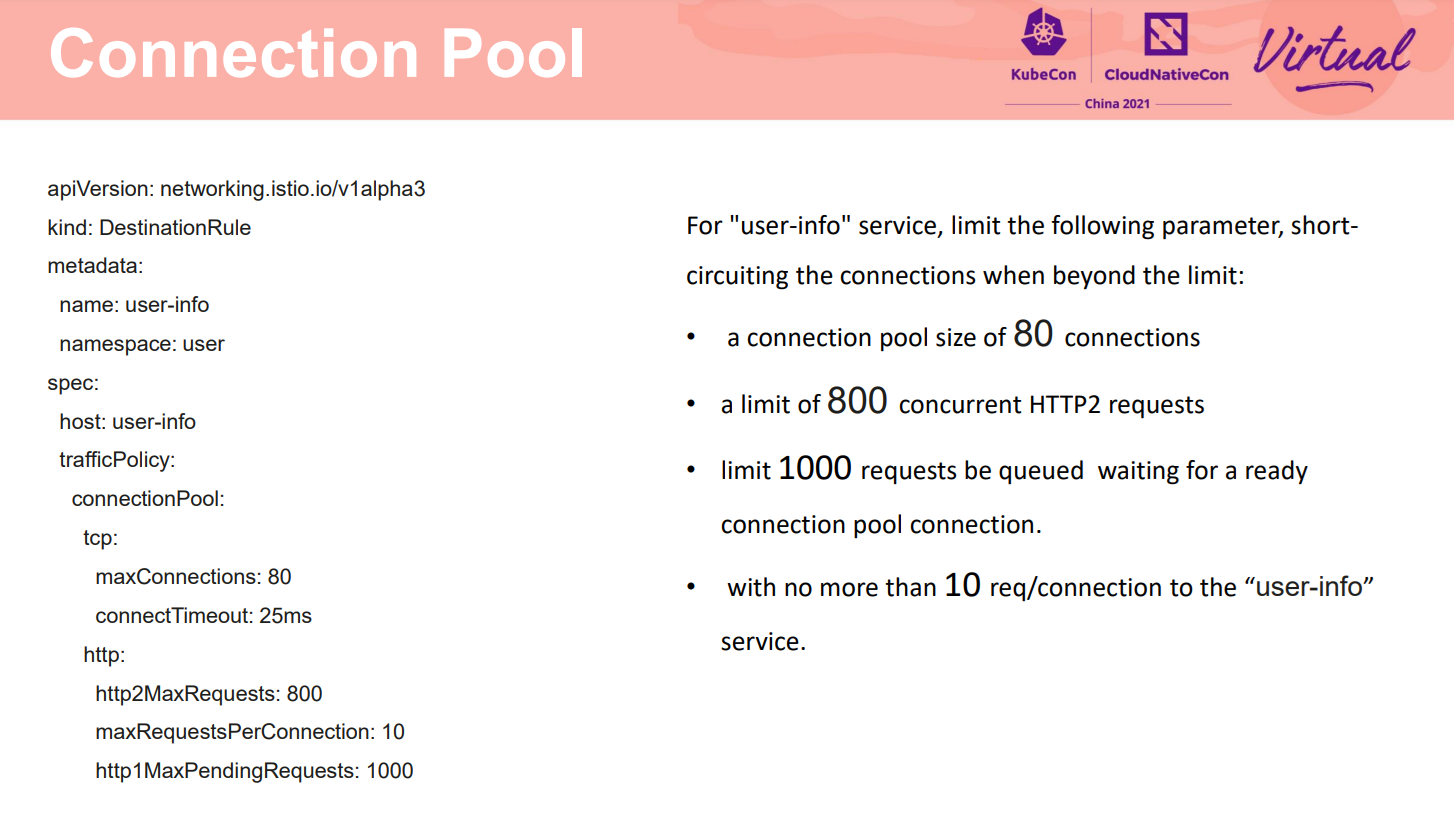 Connection Pool
KubeCon
CloudNativeCon
China 2021
Virtual
apiVersion: networking.istio.io/v1alpha3
kind: DestinationRule
metadata:
  name: user-info
  namespace: user
spec:
  host: user-info
  trafficPolicy:
    connectionPool:
      tcp:
        maxConnections: 80
        connectTimeout: 25ms
      http:
        http2MaxRequests: 800
        maxRequestsPerConnection: 10
        http1MaxPendingRequests: 1000
For "user-info" service, limit the following parameter, short-
circuiting the connections when beyond the limit:
• a connection pool size of 80 connections
• a limit of 800 concurrent HTTP2 requests
• limit 1000 requests be queued waiting for a ready
connection pool connection.
• with no more than 10 req/connection to the “user-info”
service.